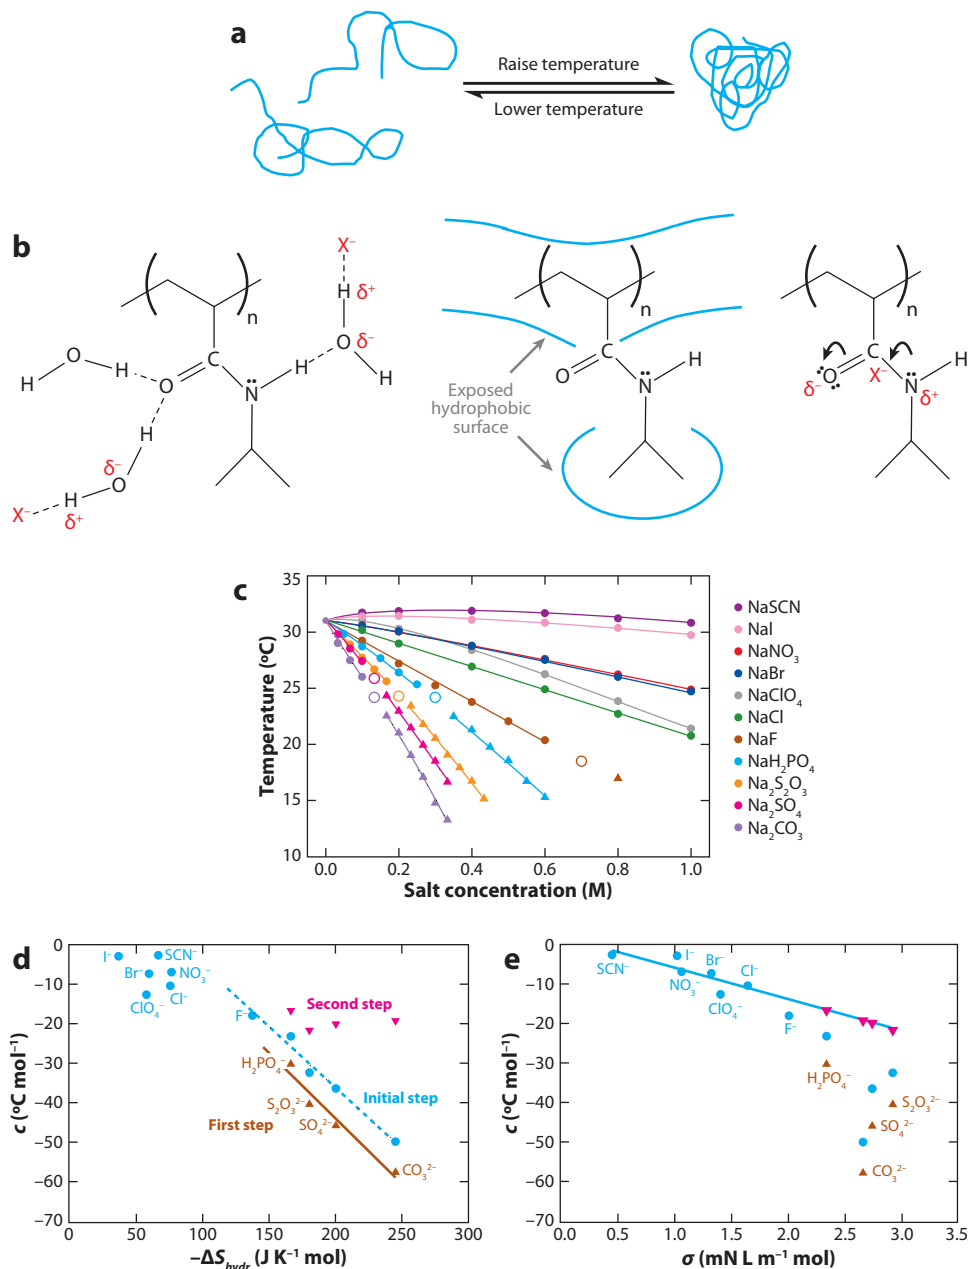 a
Raise temperature
Lower temperature
b
X⁻
H δ⁺
O δ⁻
H
H
O
H
O
C
N
H
n
H
δ⁻
O
X⁻
H
δ⁺
Exposed
hydrophobic
surface
n
C
O
N
H
n
C
O
δ⁻
X⁻
N
δ⁺
H
c
Temperature (ºC)
35
30
25
20
15
10
0.0
0.2
0.4
0.6
0.8
1.0
Salt concentration (M)
NaSCN
NaI
NaNO₃
NaBr
NaClO₄
NaCl
NaF
NaH₂PO₄
Na₂S₂O₃
Na₂SO₄
Na₂CO₃
d
c (ºC mol⁻¹)
0
−10
−20
−30
−40
−50
−60
−70
I⁻
SCN⁻
Br⁻
NO₃⁻
ClO₄⁻
Cl⁻
F⁻
Second step
H₂PO₄⁻
S₂O₃²⁻
Initial step
First step
SO₄²⁻
CO₃²⁻
0
50
100
150
200
250
300
−ΔS_hydr (J K⁻¹ mol)
e
c (ºC mol⁻¹)
0
−10
−20
−30
−40
−50
−60
−70
SCN⁻
I⁻
NO₃⁻
Br⁻
ClO₄⁻
Cl⁻
F⁻
H₂PO₄⁻
S₂O₃²⁻
SO₄²⁻
CO₃²⁻
0.0
0.5
1.0
1.5
2.0
2.5
3.0
3.5
σ (mN L m⁻¹ mol)